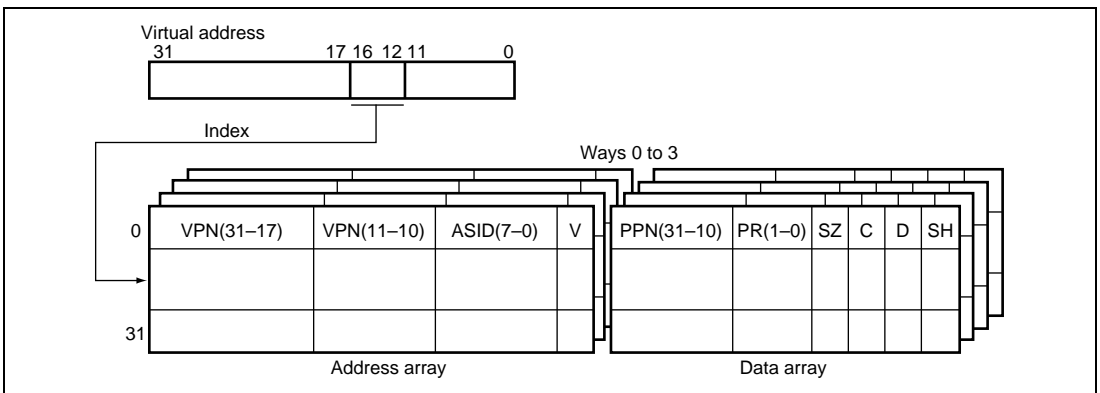 Virtual address
31 17 16 12 11 0
Index
Ways 0 to 3
0 VPN(31–17) VPN(11–10) ASID(7–0) V PPN(31–10) PR(1–0) SZ C D SH
31
Address array Data array